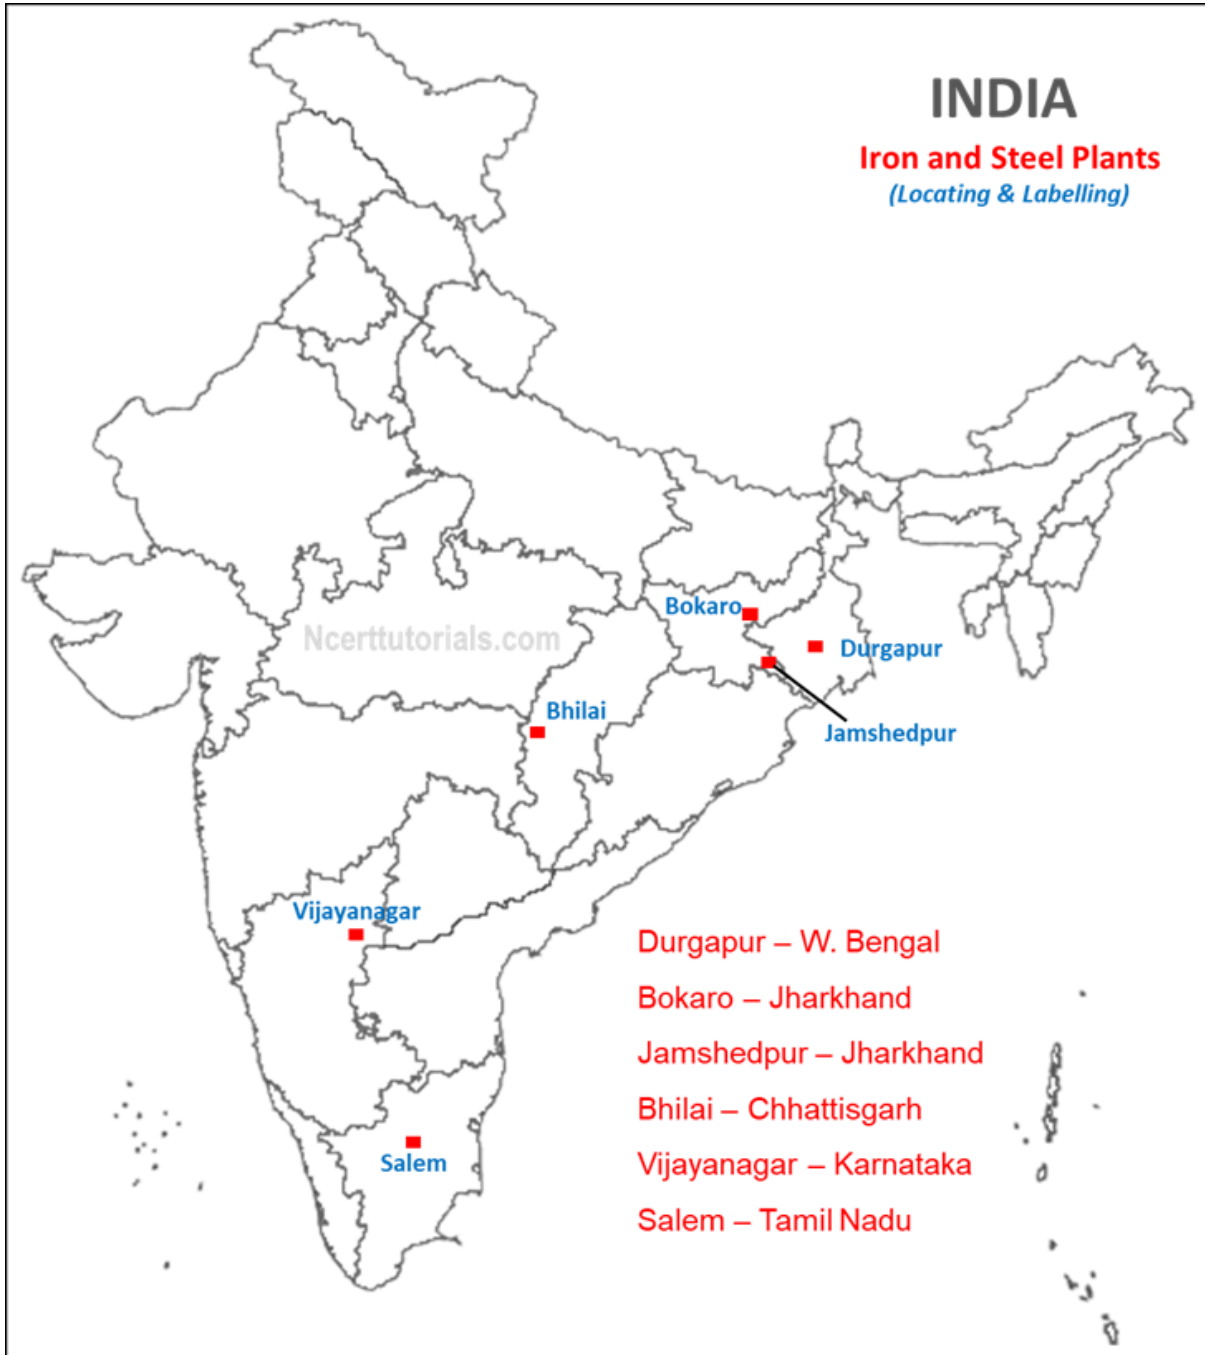 INDIA
Iron and Steel Plants
(Locating & Labelling)
Bokaro
Ncerttutorials.com
Durgapur
Bhilai
Jamshedpur
Vijayanagar
Durgapur – W. Bengal
Bokaro – Jharkhand
Jamshedpur – Jharkhand
Bhilai – Chhattisgarh
Salem
Vijayanagar – Karnataka
Salem – Tamil Nadu